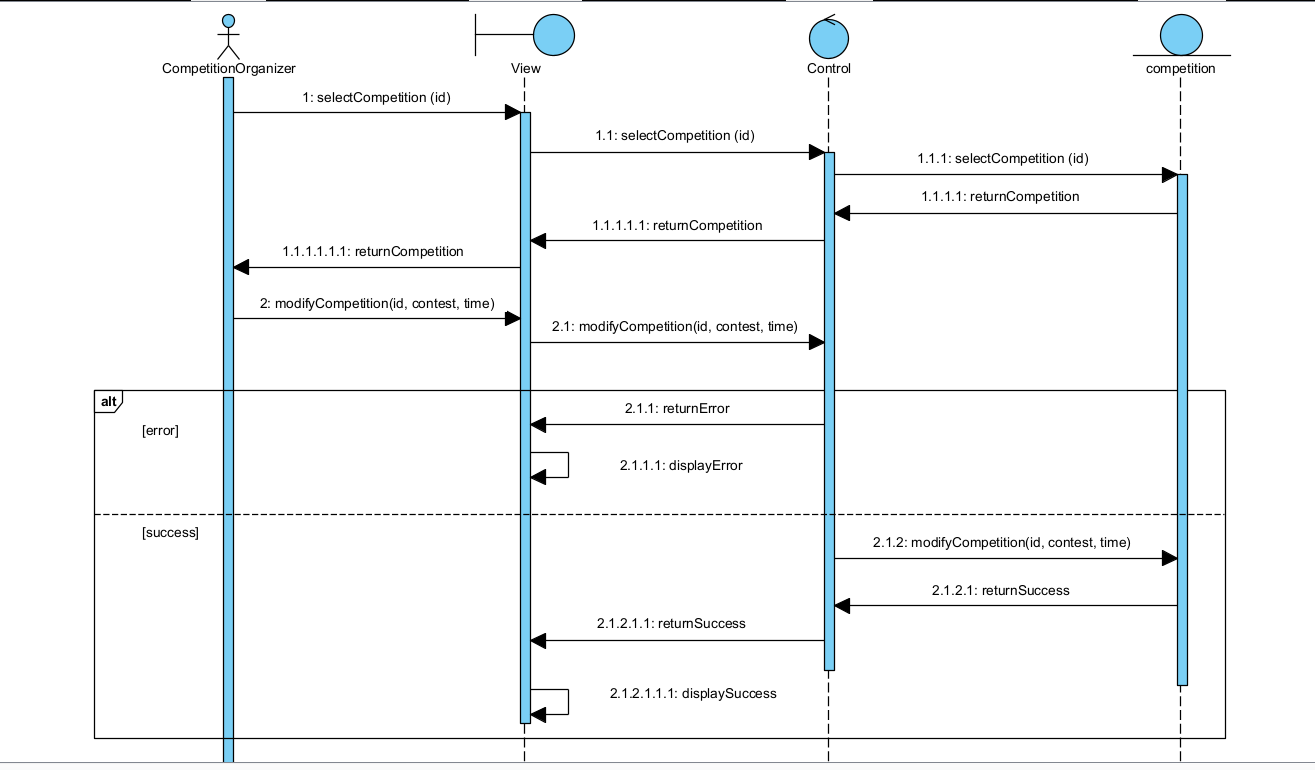 CompetitionOrganizer
View
Control
competition
1: selectCompetition (id)
1.1: selectCompetition (id)
1.1.1: selectCompetition (id)
1.1.1.1: returnCompetition
1.1.1.1.1: returnCompetition
1.1.1.1.1.1: returnCompetition
2: modifyCompetition(id, contest, time)
2.1: modifyCompetition(id, contest, time)
alt
2.1.1: returnError
[error]
2.1.1.1: displayError
[success]
2.1.2: modifyCompetition(id, contest, time)
2.1.2.1: returnSuccess
2.1.2.1.1: returnSuccess
2.1.2.1.1.1: displaySuccess